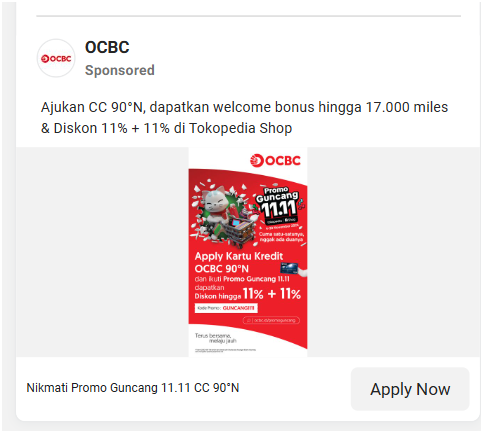 OCBC
OCBC
Sponsored
Ajukan CC 90°N, dapatkan welcome bonus hingga 17.000 miles
& Diskon 11% + 11% di Tokopedia Shop
OCBC
Promo
Guncang
11.11
Cuma satu-satunya,
nggak ada duanya
Apply Kartu Kredit
OCBC 90°N
dan ikuti Promo Guncang 11.11
dapatkan
Diskon hingga 11% + 11%
Kode Promo : GUNCANG1111
Terus bersama,
melaju jauh
Nikmati Promo Guncang 11.11 CC 90°N
Apply Now